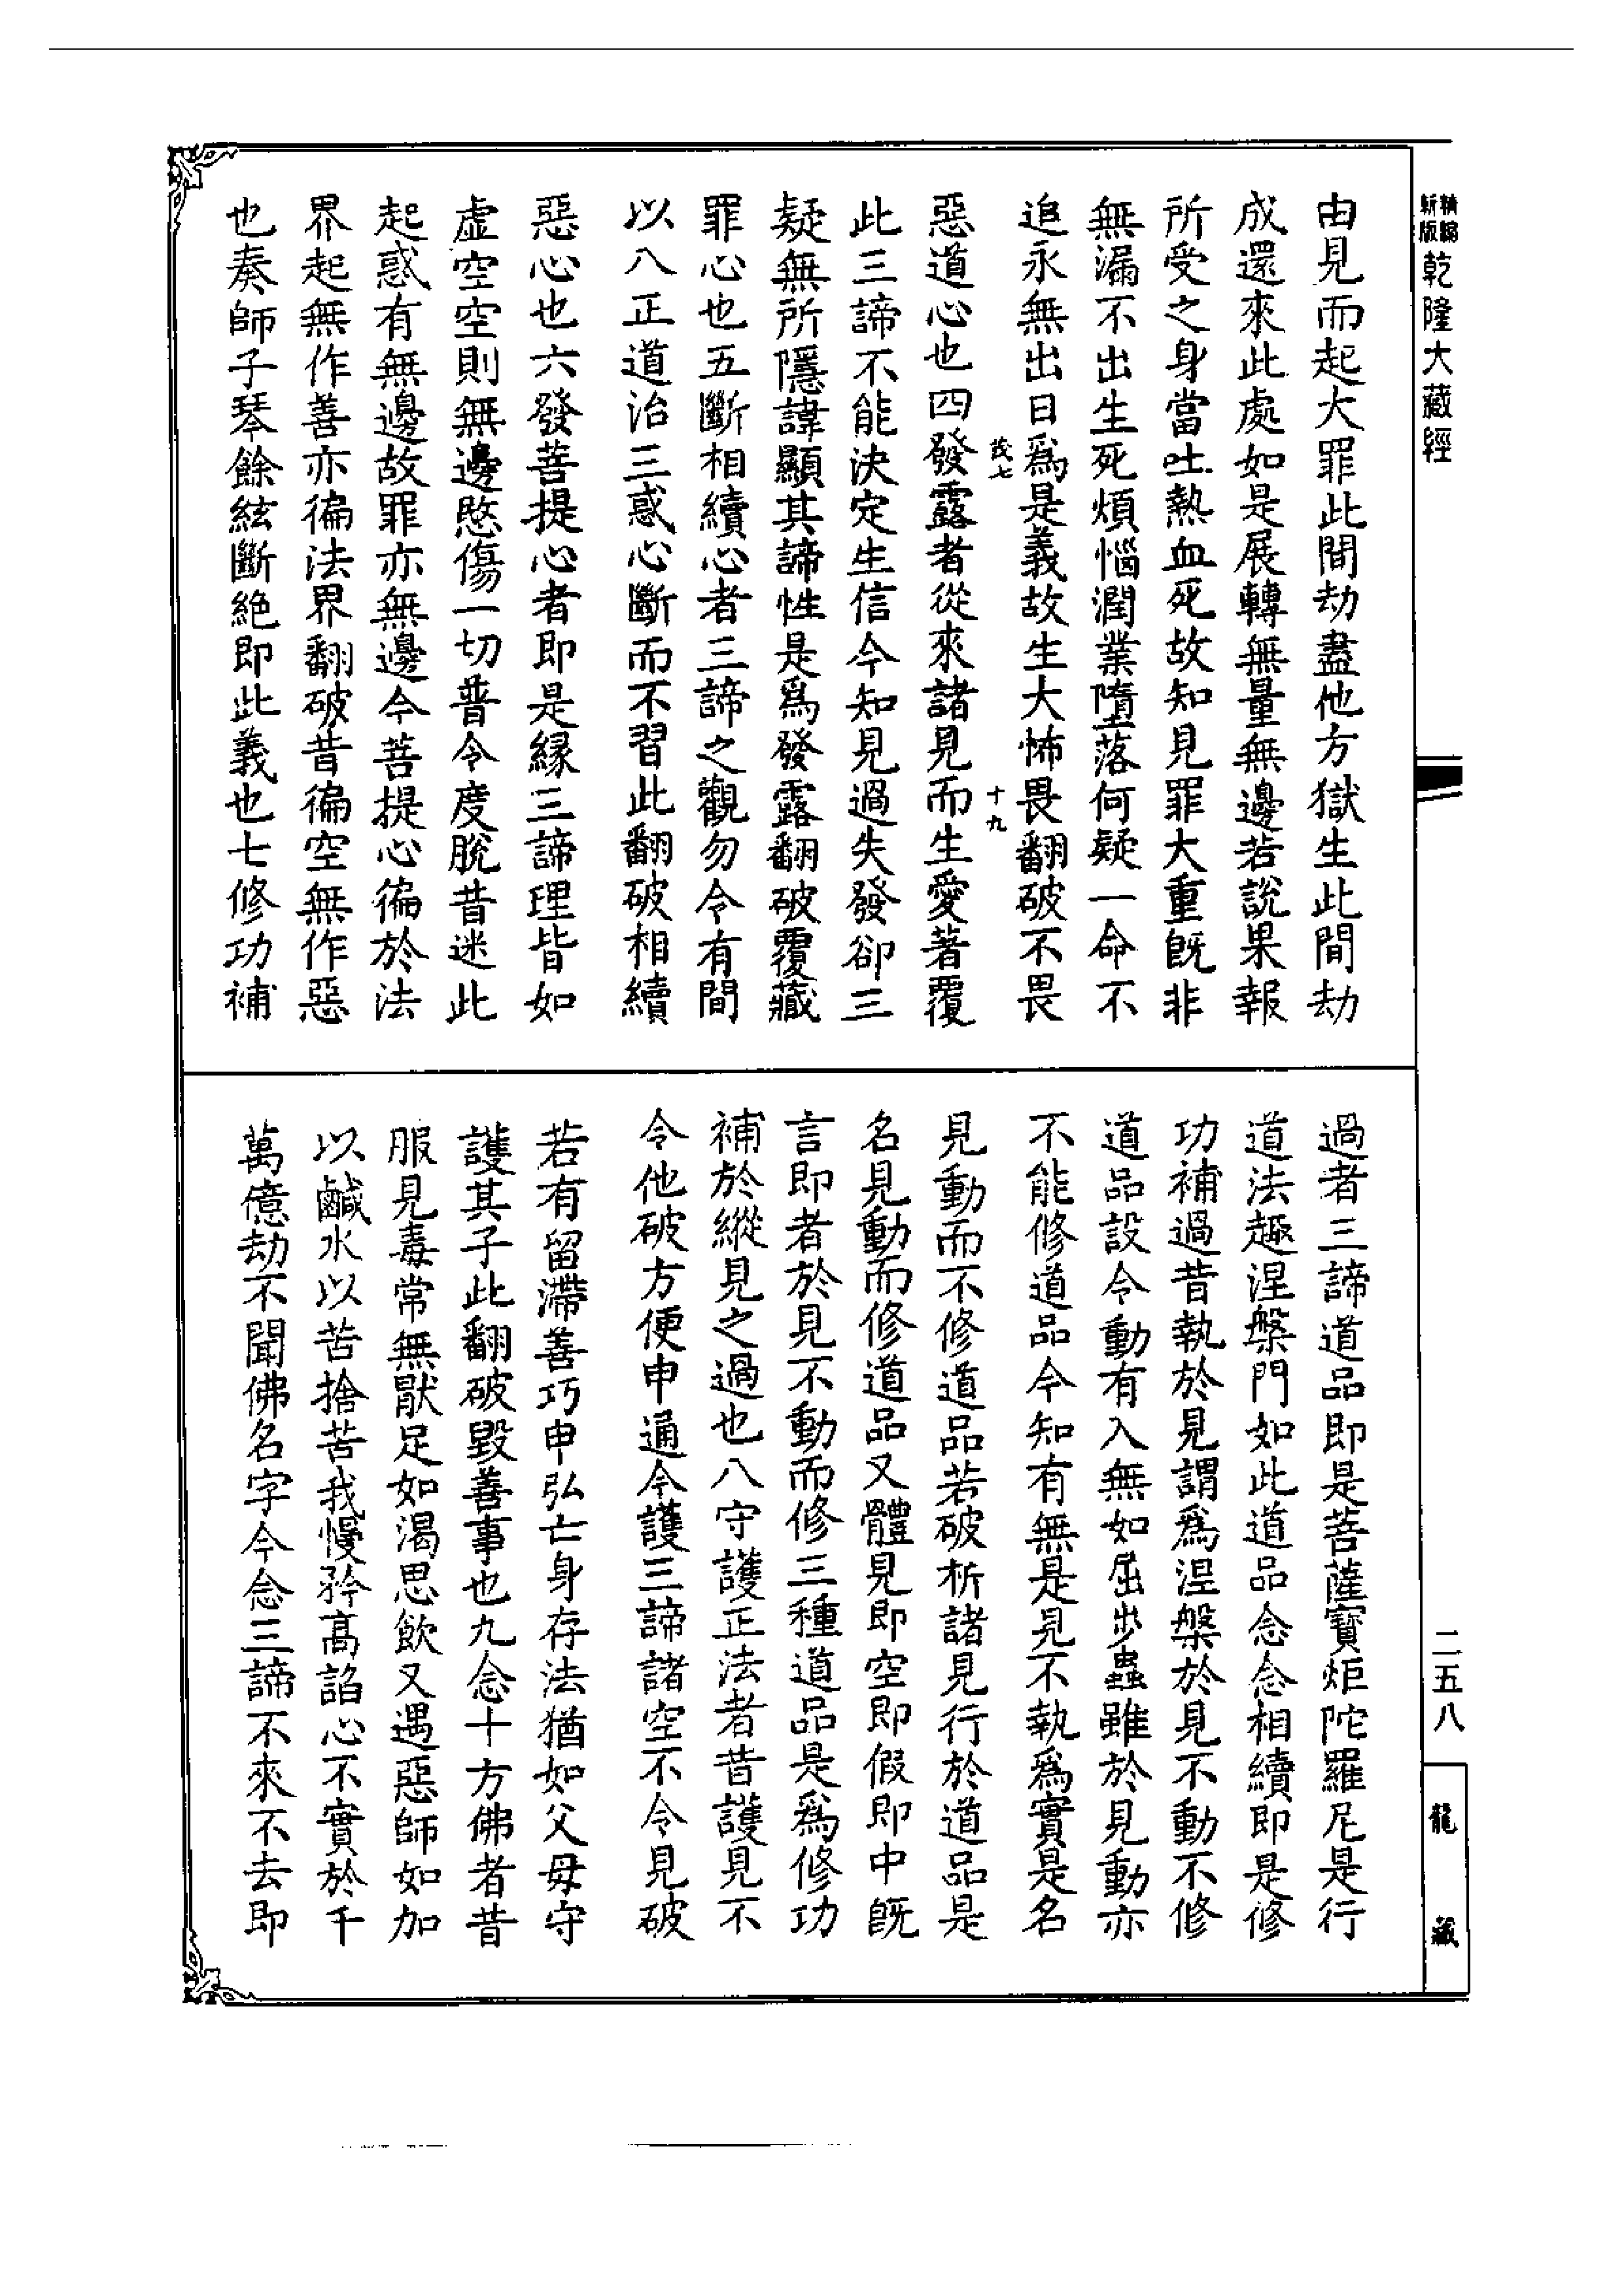 精縮
新版
乾隆大藏經
由見而起大罪此間劫盡他方獄生此間劫
成還來此處如是展轉無量無邊若說果報
所受之身當吐熱血死故知見罪大重旣非
無漏不出生死煩惱潤業墮落何疑一命不
追永無出日爲是義故生大怖畏翻破不畏
茂七
十九
惡道心也四發露者從來諸見而生愛著覆
此三諦不能決定生信今知見過失發卻三
疑無所隱諱顯其諦性是爲發露翻破覆藏
罪心也五斷相續心者三諦之觀勿令有間
以八正道治三惑心斷而不習此翻破相續
惡心也六發菩提心者即是緣三諦理皆如
虛空空則無邊愍傷一切普令度脫昔迷此
起惑有無邊故罪亦無邊今菩提心徧於法
界起無作善亦徧法界翻破昔徧空無作惡
也奏師子琴餘絃斷絕即此義也七修功補
過者三諦道品即是菩薩寶炬陀羅尼是行
道法趣涅槃門如此道品念念相續即是修
功補過昔執於見謂爲涅槃於見不動不修
道品設令動有入無如屈步蟲雖於見動亦
不能修道品今知有無是見不執爲實是名
見動而不修道品若破析諸見行於道品是
名見動而修道品又體見即空即假即中旣
言即者於見不動而修三種道品是爲修功
補於縱見之過也八守護正法者昔護見不
令他破方便申通今護三諦諸空不令見破
若有留滯善巧申弘亡身存法猶如父母守
護其子此翻破毀善事也九念十方佛者昔
服見毒常無猒足如渴思飲又遇惡師如加
以鹹水以苦捨苦我慢矜高諂心不實於千
萬億劫不聞佛名字今念三諦不來不去即
二五八
龍藏